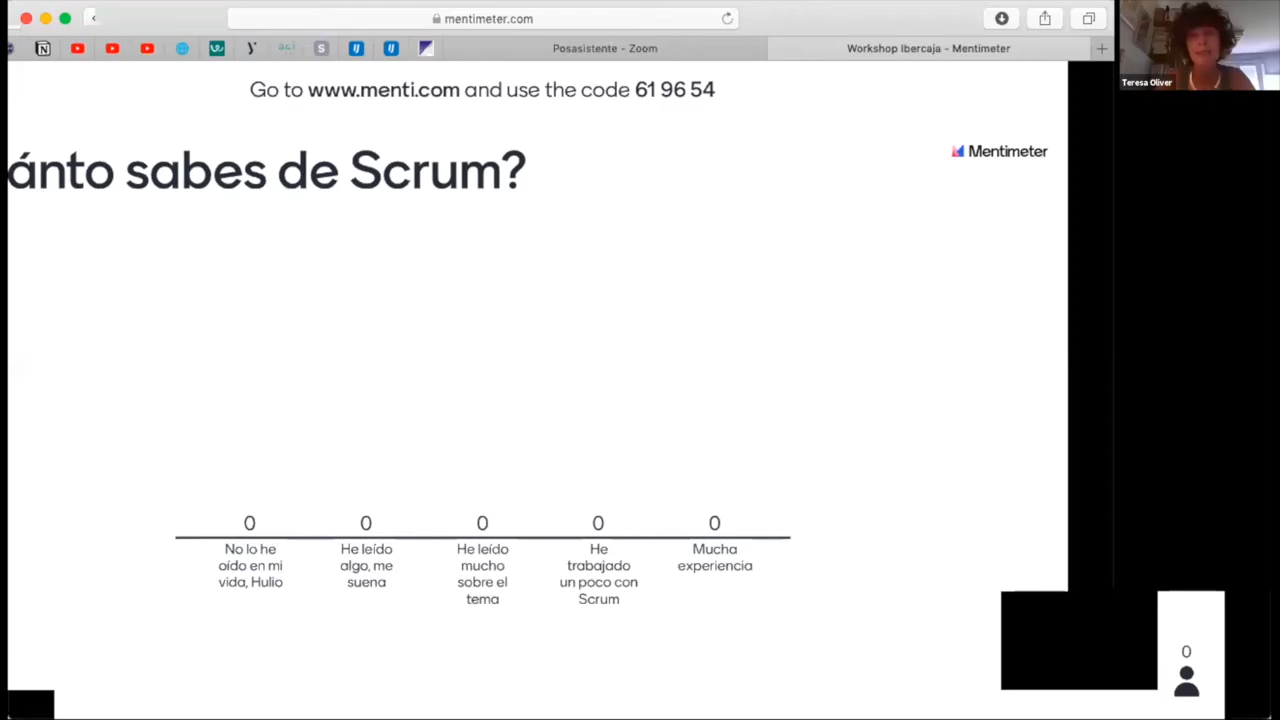 mentimeter.com
Posasistente - Zoom
Workshop Ibercaja - Mentimeter
Teresa Oliver
Go to www.menti.com and use the code 61 96 54
Mentimeter
ánto sabes de Scrum?
0 0 0 0 0
No lo he
oído en mi
vida, Hulio
He leído
algo, me
suena
He leído
mucho
sobre el
tema
He
trabajado
un poco con
Scrum
Mucha
experiencia
0